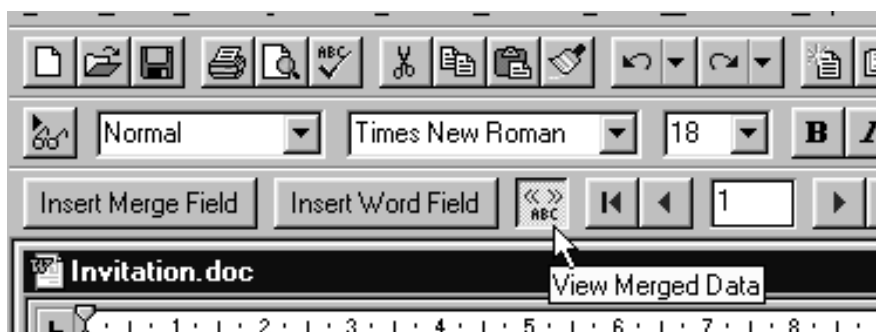 ABC
Normal Times New Roman 18 B I
Insert Merge Field Insert Word Field « » ABC 1
Invitation.doc
View Merged Data
1 2 3 4 5 6 7 8